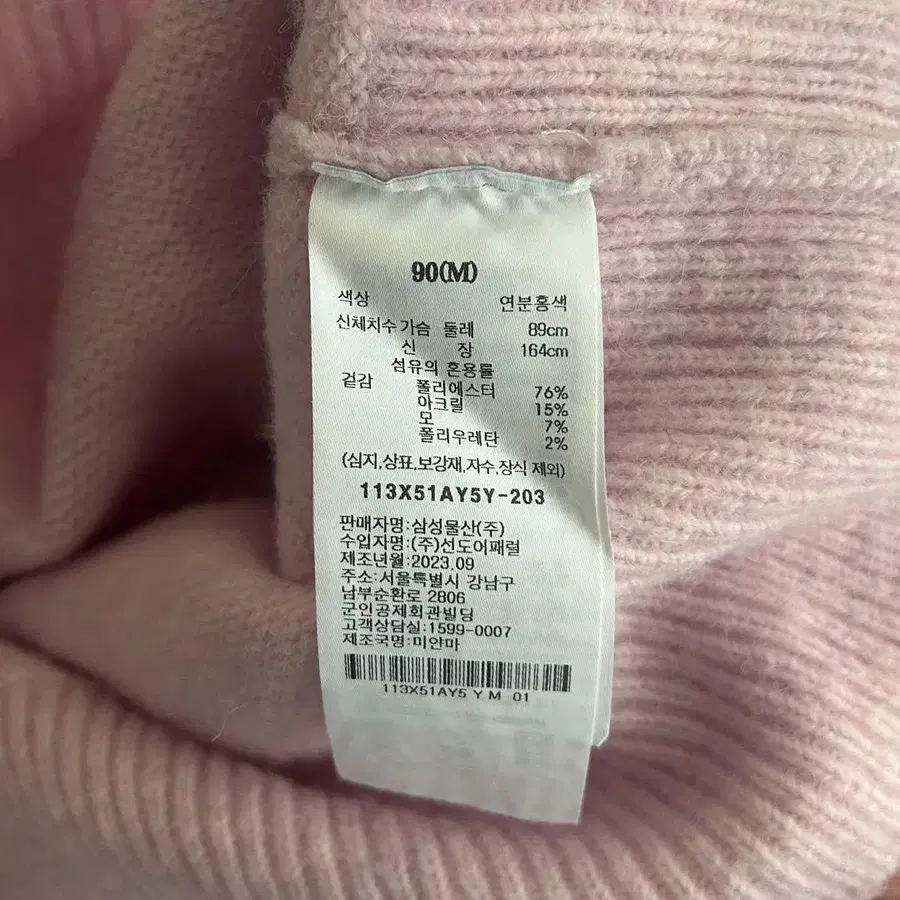 90(M)
색상 연분홍색
신체치수 가슴 둘레 89cm
신 장 164cm
섬유의 혼용률
겉감 폴리에스터 76%
아크릴 15%
모 7%
폴리우레탄 2%
(심지,상표,보강재,자수,장식 제외)
113X51AY5Y-203
판매자명:삼성물산(주)
수입자명:(주)선도어패럴
제조년월:2023.09
주소:서울특별시 강남구
남부순환로 2806
군인공제회관빌딩
고객상담실:1599-0007
제조국명:미얀마
113X51AY5 Y M 01